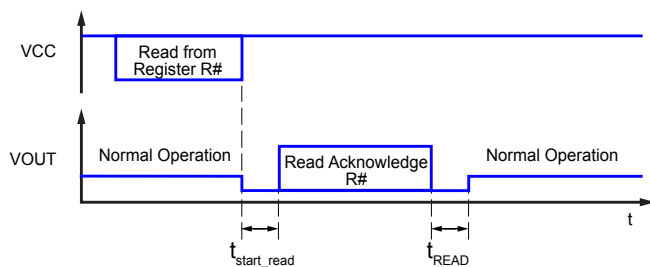 VCC
Read from
Register R#
VOUT
Normal Operation
Read Acknowledge
R#
Normal Operation
t
tstart_read
tREAD